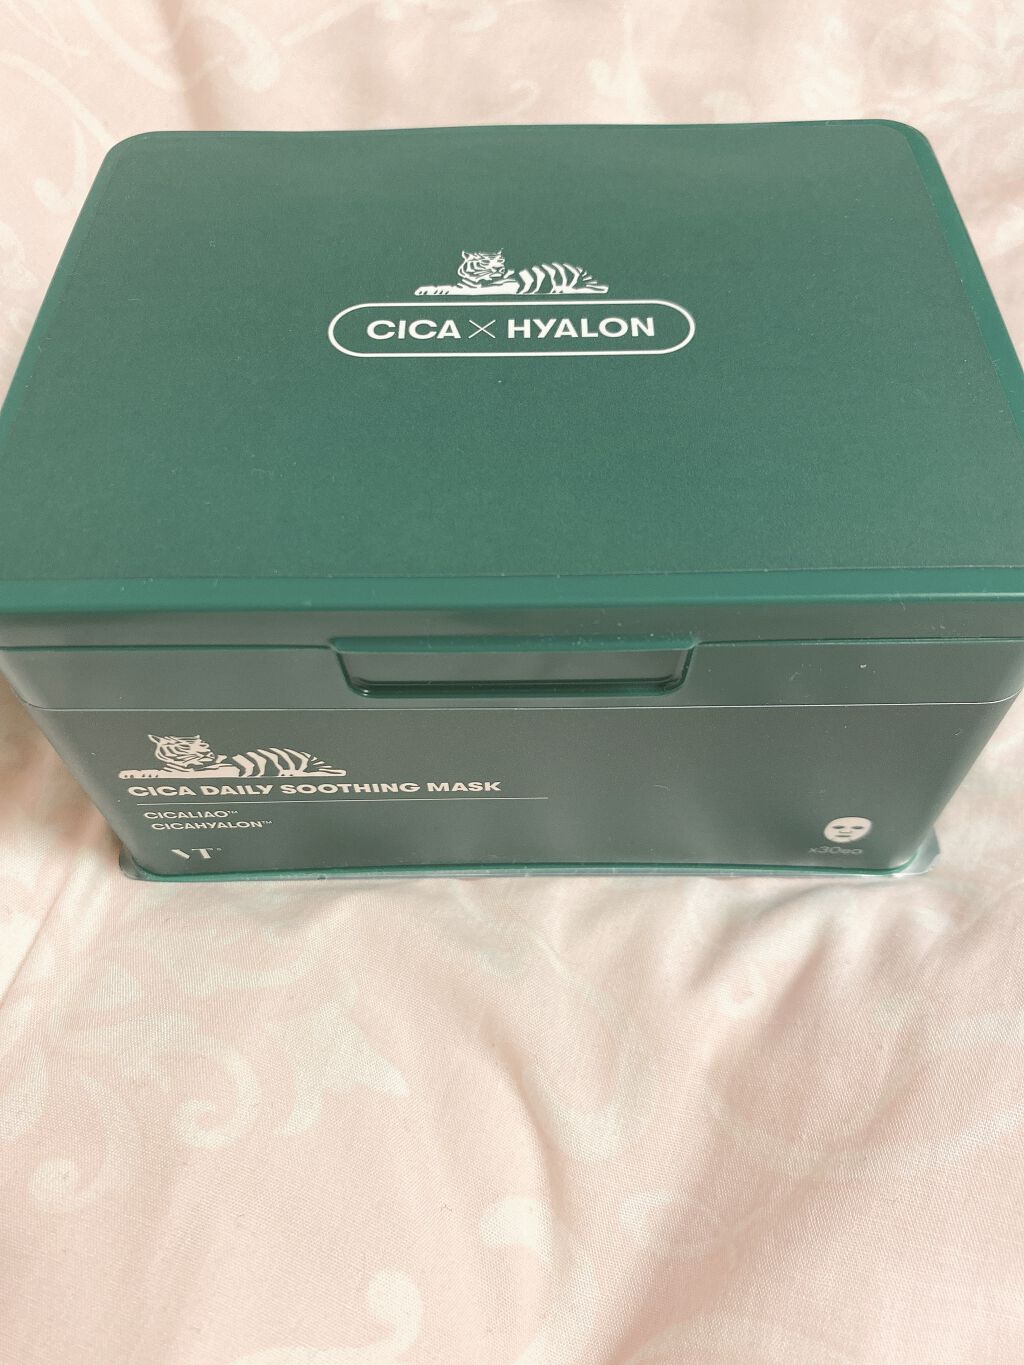 CICA × HYALON
CICA DAILY SOOTHING MASK
CICALIAO™
CICAHYALON™
VT®
x30ea